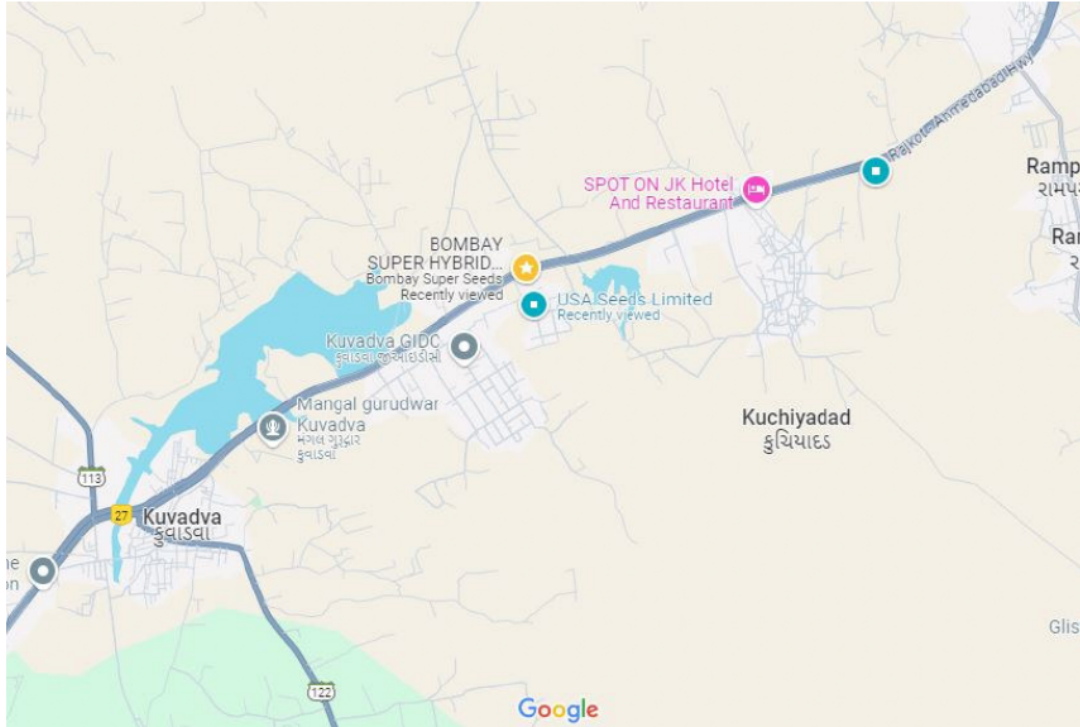 Rajkot - Ahmedabad Hwy
Ramp
રામપ
SPOT ON JK Hotel
And Restaurant
Ra
BOMBAY
SUPER HYBRID...
Bombay Super Seeds
Recently viewed
USA Seeds Limited
Recently viewed
Kuvadva GIDC
કુવાડવા જીઆઇડીસી
Mangal gurudwar
Kuvadva
મંગલ ગુરુદ્વાર
કુવાડવા
Kuchiyadad
કુચિયાદડ
113
27
Kuvadva
કુવાડવા
ne
on
Glis
122
Google